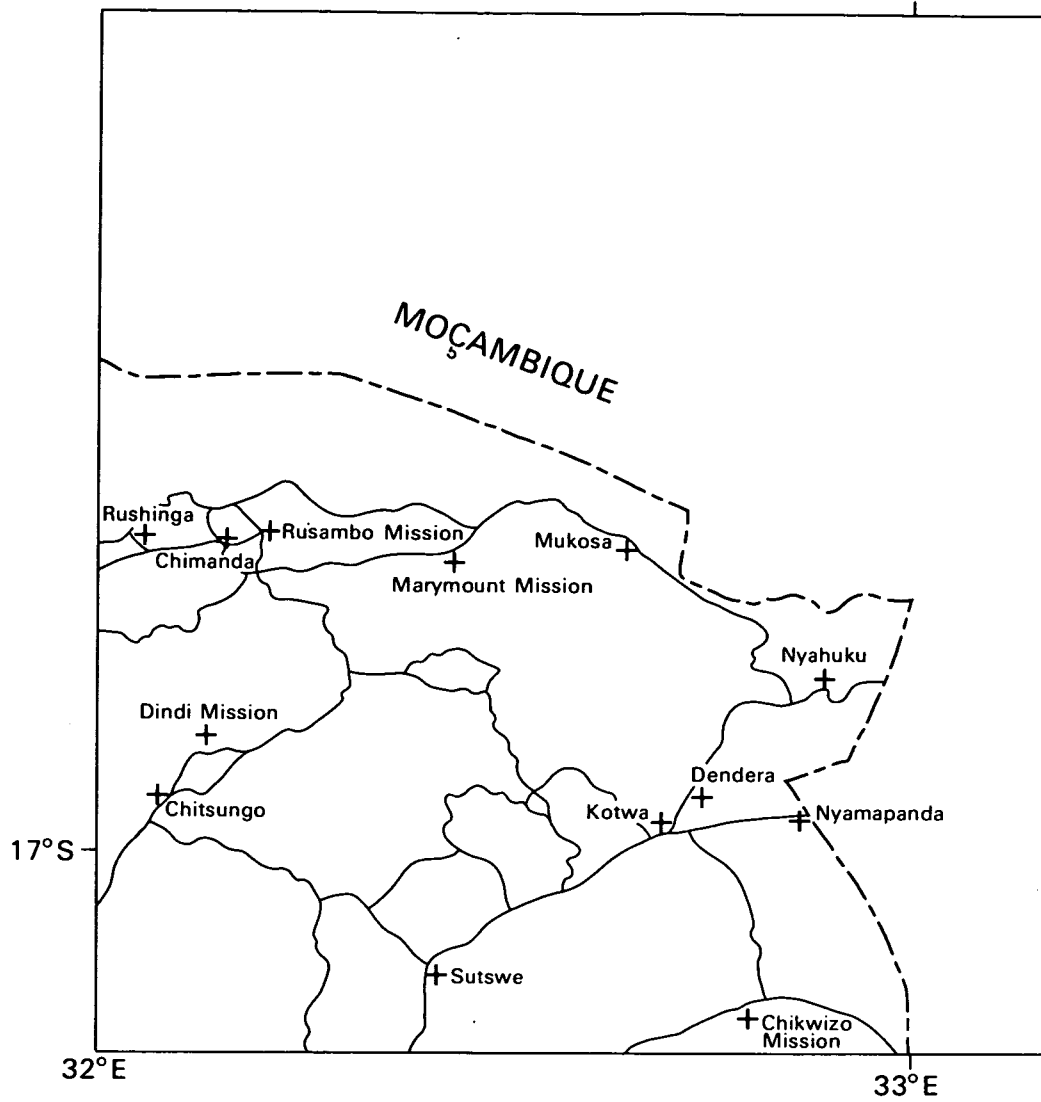 MOÇAMBIQUE
5
Rushinga
Rusambo Mission
Chimanda
Mukosa
Marymount Mission
Nyahuku
Dindi Mission
Dendera
Chitsungo
Kotwa
Nyamapanda
17°S
Sutswe
Chikwizo
Mission
32°E
33°E